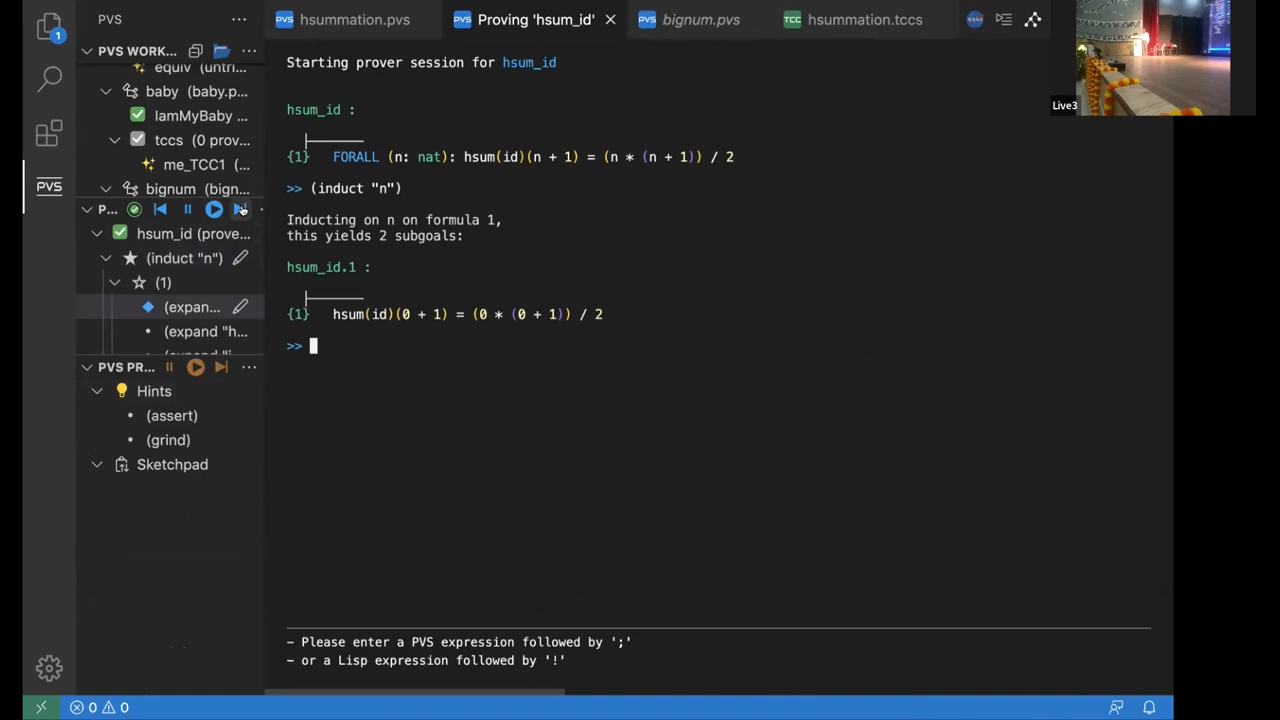 PVS ···
hsummation.pvs
Proving 'hsum_id' ×
bignum.pvs
hsummation.tccs
Live3
PVS WORK... ···
equiv (untri...
baby (baby.p...
IamMyBaby ...
tccs (0 prov...
me_TCC1 (...
bignum (bign...
P...
hsum_id (prove...
(induct "n")
(1)
(expan...
(expand "h...
PVS PR... ···
Hints
(assert)
(grind)
Sketchpad
Starting prover session for hsum_id
hsum_id :
{1} FORALL (n: nat): hsum(id)(n + 1) = (n * (n + 1)) / 2
>> (induct "n")
Inducting on n on formula 1,
this yields 2 subgoals:
hsum_id.1 :
{1} hsum(id)(0 + 1) = (0 * (0 + 1)) / 2
>>
- Please enter a PVS expression followed by ';'
- or a Lisp expression followed by '!'
0 0
1
PVS